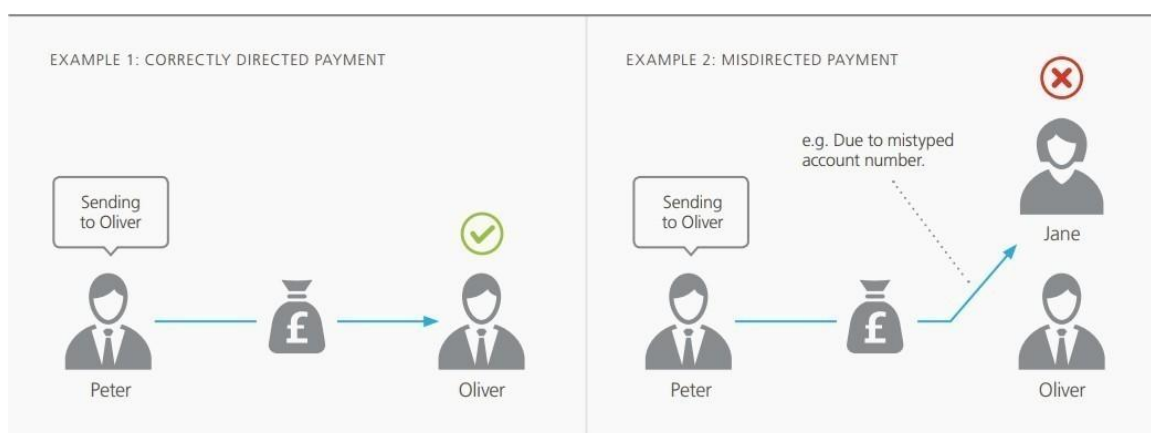 EXAMPLE 1: CORRECTLY DIRECTED PAYMENT
Sending
to Oliver
£
Peter
Oliver
EXAMPLE 2: MISDIRECTED PAYMENT
e.g. Due to mistyped
account number.
Sending
to Oliver
£
Jane
Peter
Oliver